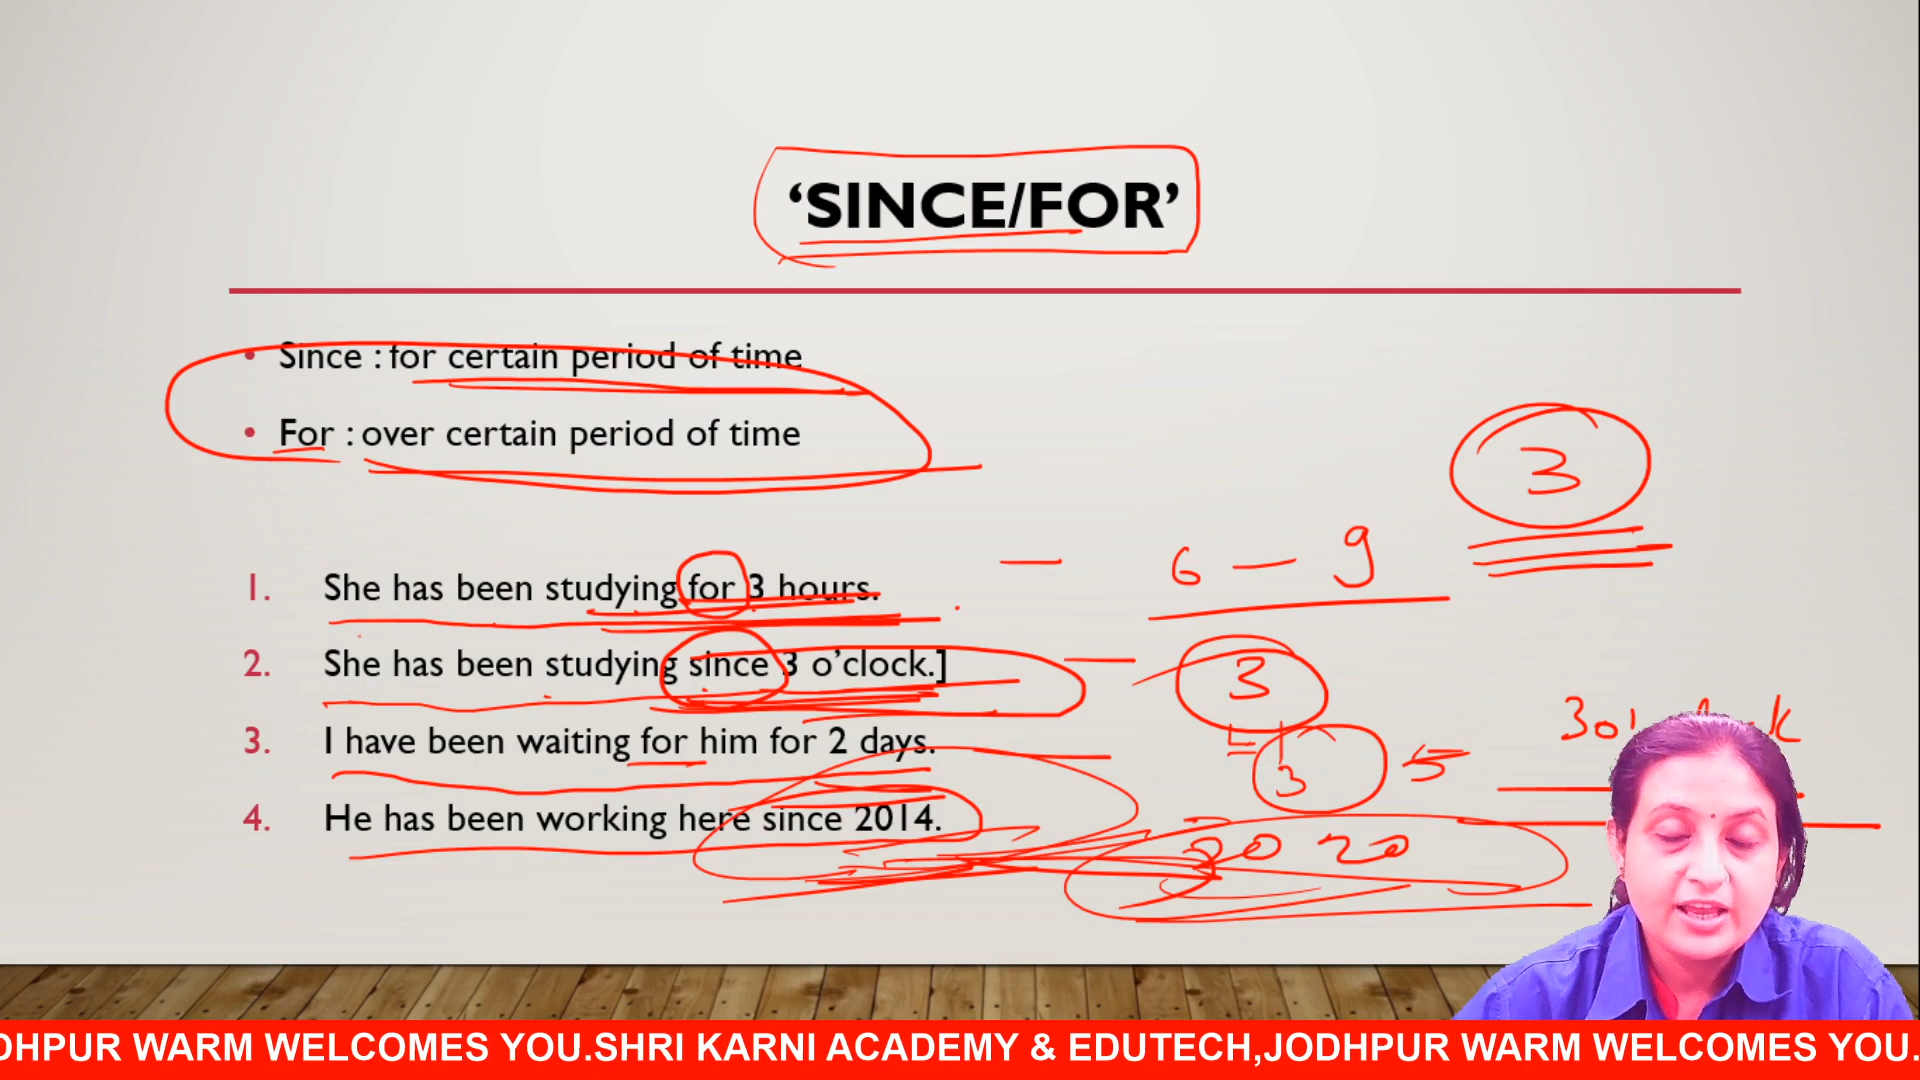 ‘SINCE/FOR’
• Since : for certain period of time
• For : over certain period of time
3
6 — 9
1. She has been studying for 3 hours.
2. She has been studying since 3 o’clock.]
3
3. I have been waiting for him for 2 days.
3 5
4. He has been working here since 2014.
2020
DHPUR WARM WELCOMES YOU.SHRI KARNI ACADEMY & EDUTECH,JODHPUR WARM WELCOMES YOU.